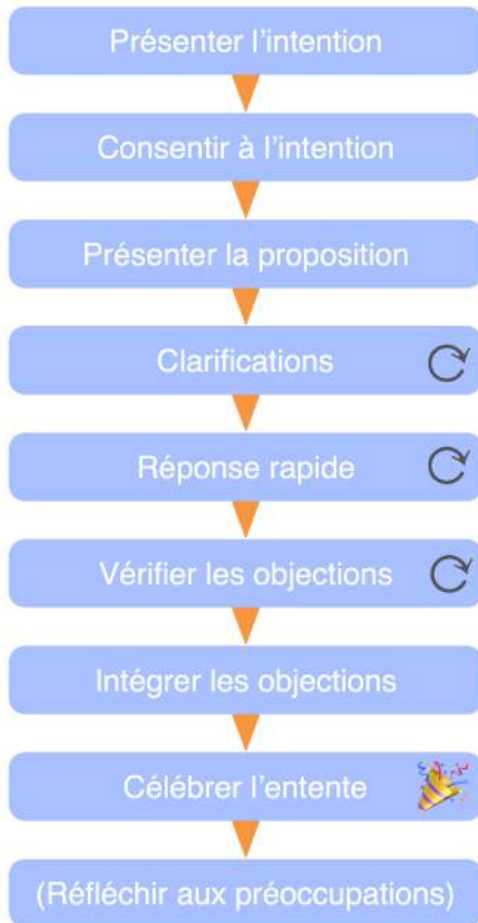 Présenter l’intention
Consentir à l’intention
Présenter la proposition
Clarifications
Réponse rapide
Vérifier les objections
Intégrer les objections
Célébrer l’entente
(Réfléchir aux préoccupations)